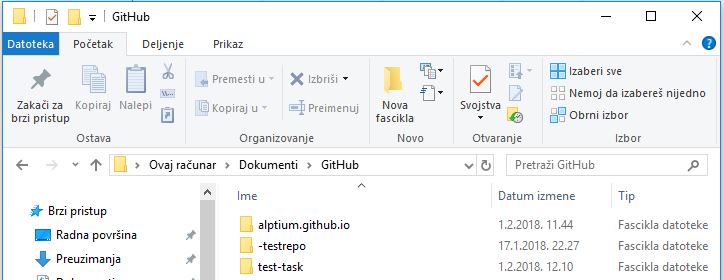 GitHub
Datoteka Početak Deljenje Prikaz
Zakači za brzi pristup
Kopiraj
Nalepi
Premesti u
Kopiraj u
Izbriši
Preimenuj
Nova fascikla
Svojstva
Izaberi sve
Nemoj da izabereš nijedno
Obrni izbor
Ostava Organizovanje Novo Otvaranje Izbor
Ovaj računar Dokumenti GitHub Pretraži GitHub
Ime Datum izmene Tip
Brzi pristup
Radna površina
Preuzimanja
alptium.github.io 1.2.2018. 11.44 Fascikla datoteke
-testrepo 17.1.2018. 22.27 Fascikla datoteke
test-task 1.2.2018. 12.10 Fascikla datoteke